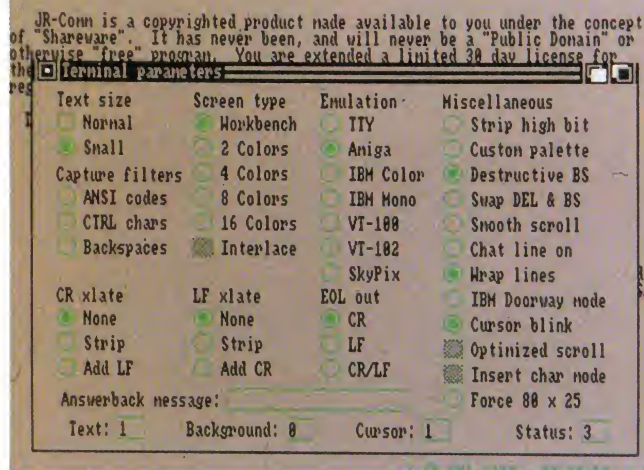 JR-Comm is a copyrighted product made available to you under the concept
of "Shareware". It has never been, and will never be a "Public Domain" or
otherwise "free" program. You are extended a limited 30 day license for
the
reg
Terminal parameters
Text size
Normal
Small
Capture filters
ANSI codes
CTRL chars
Backspaces
Screen type
Workbench
2 Colors
4 Colors
8 Colors
16 Colors
Interlace
Emulation
TTY
Amiga
IBM Color
IBM Mono
VT-100
VT-102
SkyPix
Miscellaneous
Strip high bit
Custom palette
Destructive BS
Swap DEL & BS
Smooth scroll
Chat line on
Wrap lines
IBM Doorway mode
Cursor blink
Optimized scroll
Insert char mode
Force 80 x 25
CR xlate
None
Strip
Add LF
LF xlate
None
Strip
Add CR
EOL out
CR
LF
CR/LF
Answerback message:
Text: 1 Background: 0 Cursor: 1 Status: 3